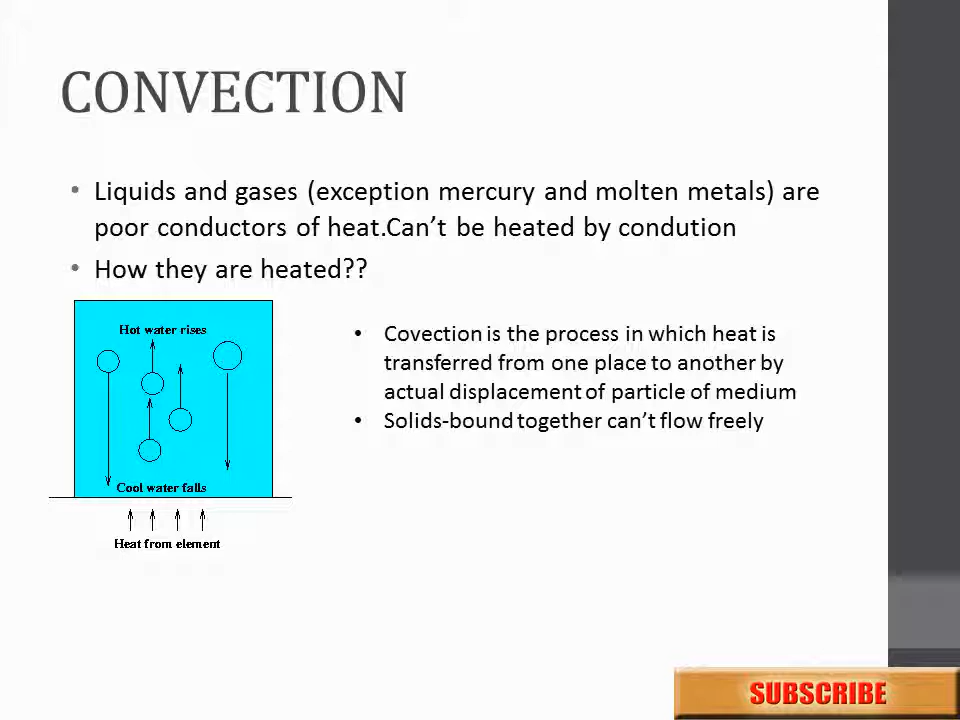 CONVECTION
• Liquids and gases (exception mercury and molten metals) are
poor conductors of heat.Can't be heated by condution
• How they are heated??
Hot water rises
Cool water falls
Heat from element
• Covection is the process in which heat is
transferred from one place to another by
actual displacement of particle of medium
• Solids-bound together can't flow freely
SUBSCRIBE